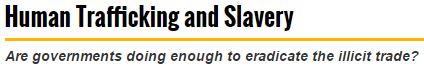 Human Trafficking and Slavery
Are governments doing enough to eradicate the illicit trade?